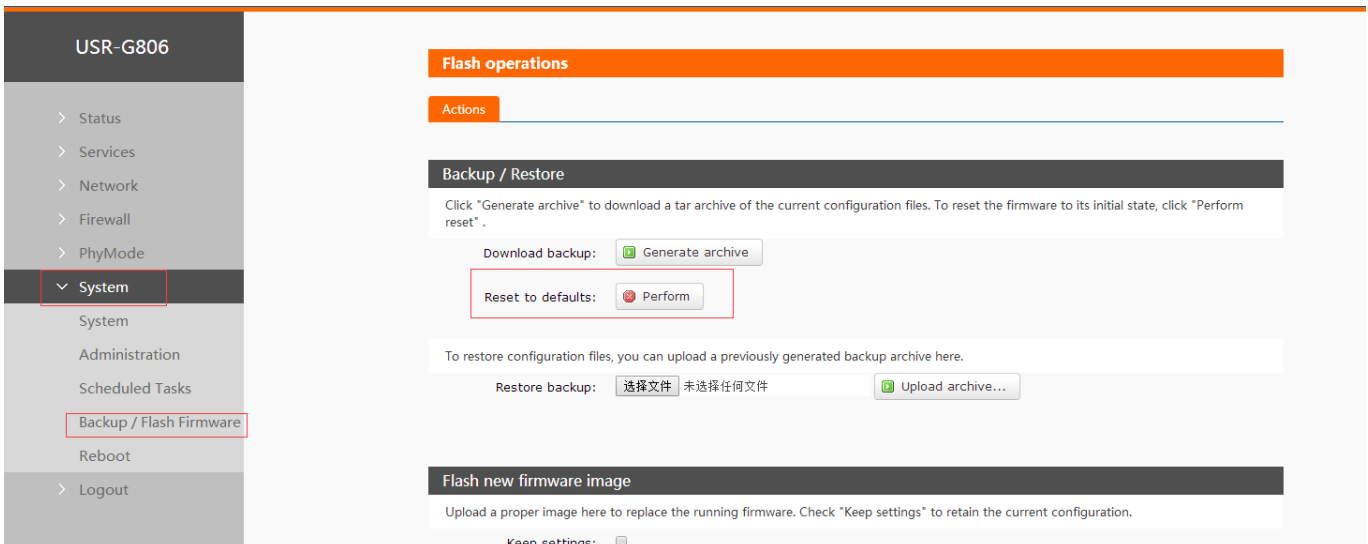 USR-G806
Status
Services
Network
Firewall
PhyMode
System
System
Administration
Scheduled Tasks
Backup / Flash Firmware
Reboot
Logout
Flash operations
Actions
Backup / Restore
Click "Generate archive" to download a tar archive of the current configuration files. To reset the firmware to its initial state, click "Perform
reset" .
Download backup: Generate archive
Reset to defaults: Perform
To restore configuration files, you can upload a previously generated backup archive here.
Restore backup: 选择文件 未选择任何文件 Upload archive...
Flash new firmware image
Upload a proper image here to replace the running firmware. Check "Keep settings" to retain the current configuration.
Keep settings: